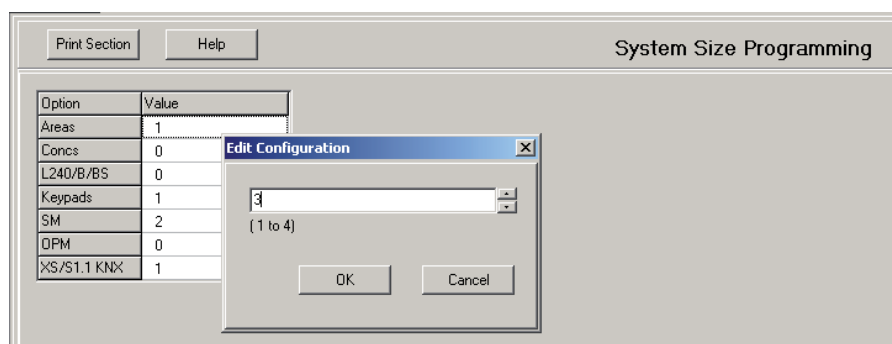 Print Section Help System Size Programming
Option Value
Areas 1
Concs 0
L240/B/BS 0
Keypads 1
SM 2
OPM 0
XS/S1.1 KNX 1
Edit Configuration
3
( 1 to 4)
OK Cancel